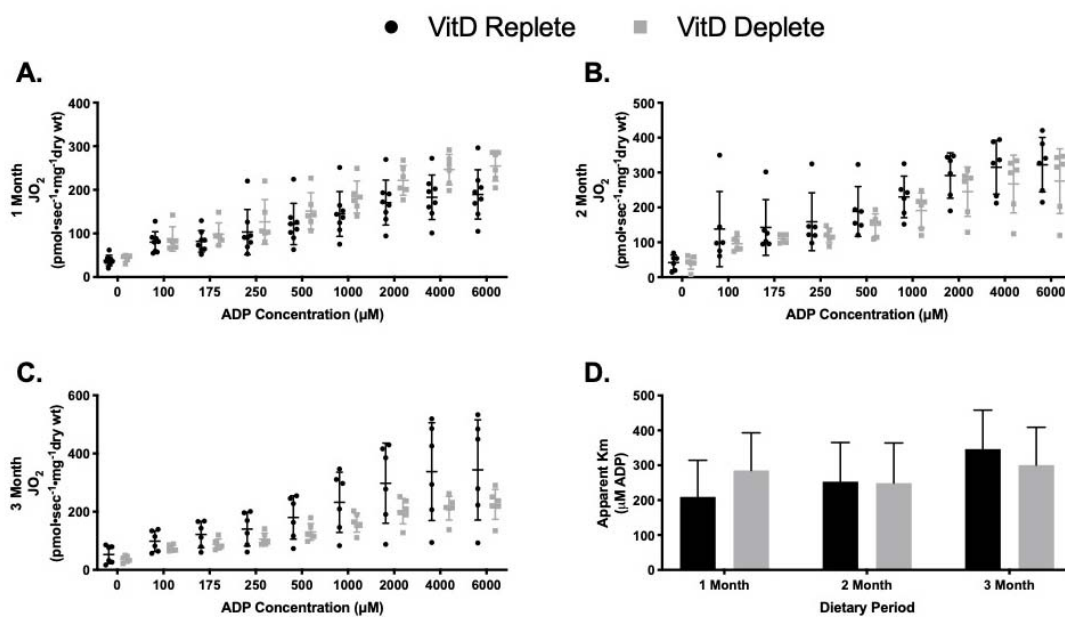 VitD Replete VitD Deplete
A.
1 Month
JO2
(pmol•sec-1•mg-1dry wt)
400
300
200
100
0
0 100 175 250 500 1000 2000 4000 6000
ADP Concentration (µM)
B.
2 Month
JO2
(pmol•sec-1•mg-1dry wt)
500
400
300
200
100
0
0 100 175 250 500 1000 2000 4000 6000
ADP Concentration (µM)
C.
3 Month
JO2
(pmol•sec-1•mg-1dry wt)
600
400
200
0
0 100 175 250 500 1000 2000 4000 6000
ADP Concentration (µM)
D.
Apparent Km
(µM ADP)
500
400
300
200
100
0
1 Month 2 Month 3 Month
Dietary Period